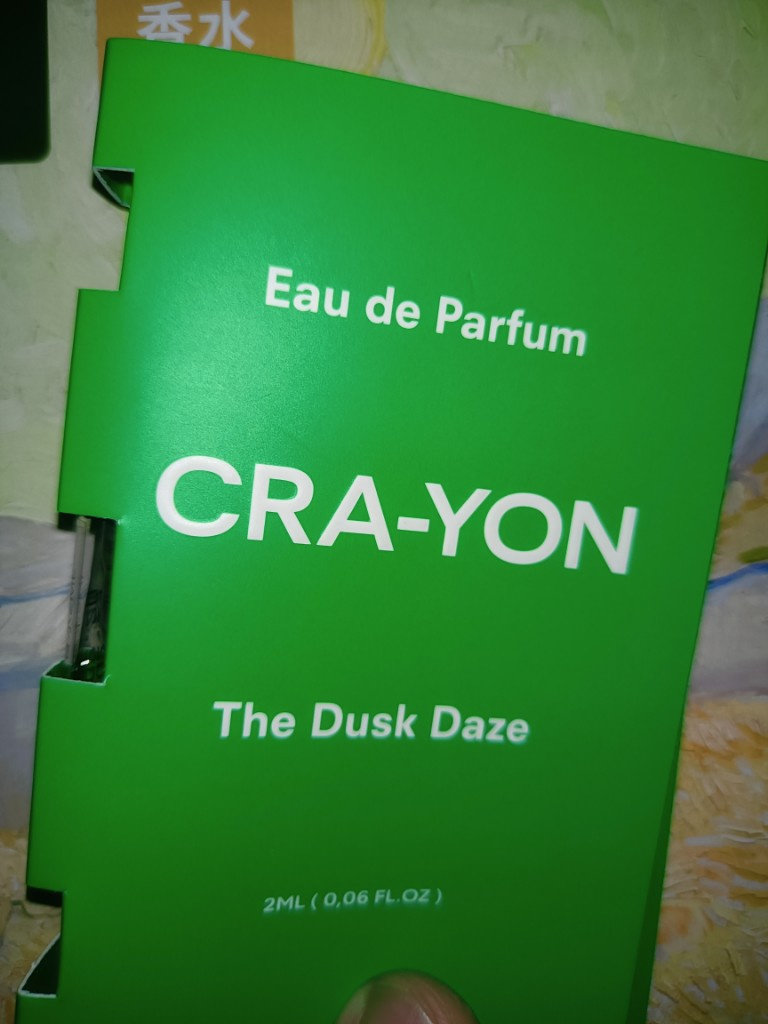 香水
Eau de Parfum
CRA-YON
The Dusk Daze
2ML ( 0,06 FL.OZ )